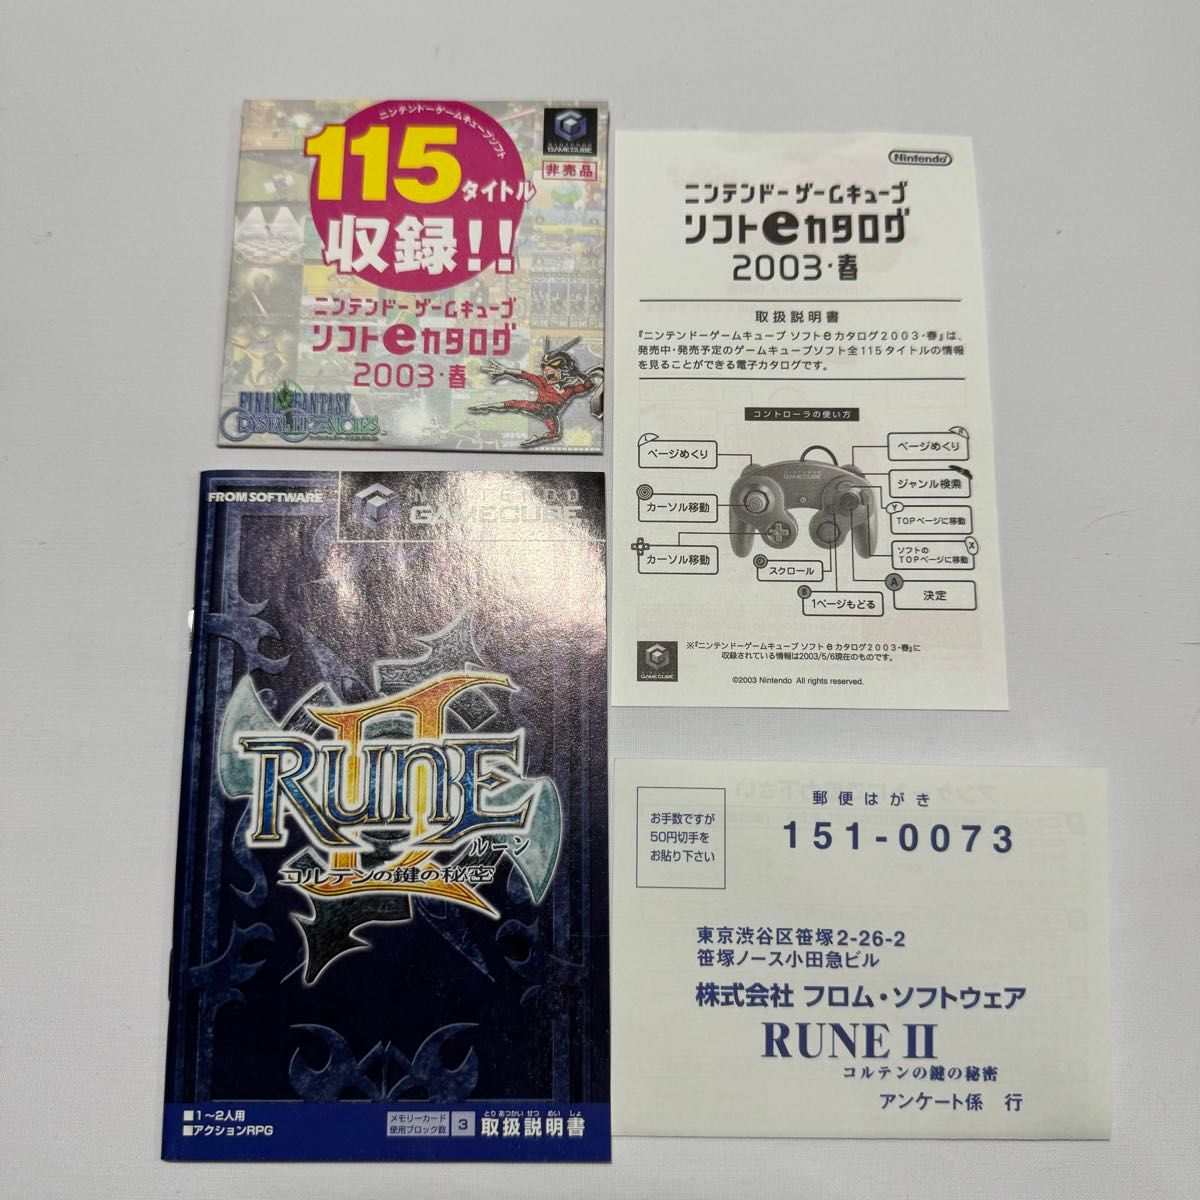 ニンテンドーゲームキューブソフト
115タイトル
収録!!
NINTENDO
GAMECUBE
非売品
ニンテンドーゲームキューブ
ソフトeカタログ
2003・春
FINAL FANTASY
CRYSTAL CHRONICLES
Nintendo
ニンテンドーゲームキューブ
ソフトeカタログ
2003・春
取扱説明書
『ニンテンドーゲームキューブ ソフトeカタログ2003・春』は、
発売中・発売予定のゲームキューブソフト全115タイトルの情報
を見ることができる電子カタログです。
コントローラの使い方
L
ページめくり
カーソル移動
カーソル移動
NINTENDO
GAMECUBE
R
ページめくり
ジャンル検索
Y
TOPページに移動
X
ソフトの
TOPページに移動
A
決定
C
スクロール
B
1ページもどる
※『ニンテンドーゲームキューブ ソフトeカタログ2003・春』に
収録されている情報は2003/5/6現在のものです。
NINTENDO
GAMECUBE
©2003 Nintendo All rights reserved.
FROMSOFTWARE
NINTENDO
GAMECUBE
RUNE II
ルーン
コルテンの鍵の秘密
■1〜2人用
■アクションRPG
メモリーカード
使用ブロック数
3
とりあつかいせつめいしょ
取扱説明書
お手数ですが
50円切手を
お貼り下さい
郵便はがき
151-0073
東京渋谷区笹塚2-26-2
笹塚ノース小田急ビル
株式会社 フロム・ソフトウェア
RUNE II
コルテンの鍵の秘密
アンケート係 行